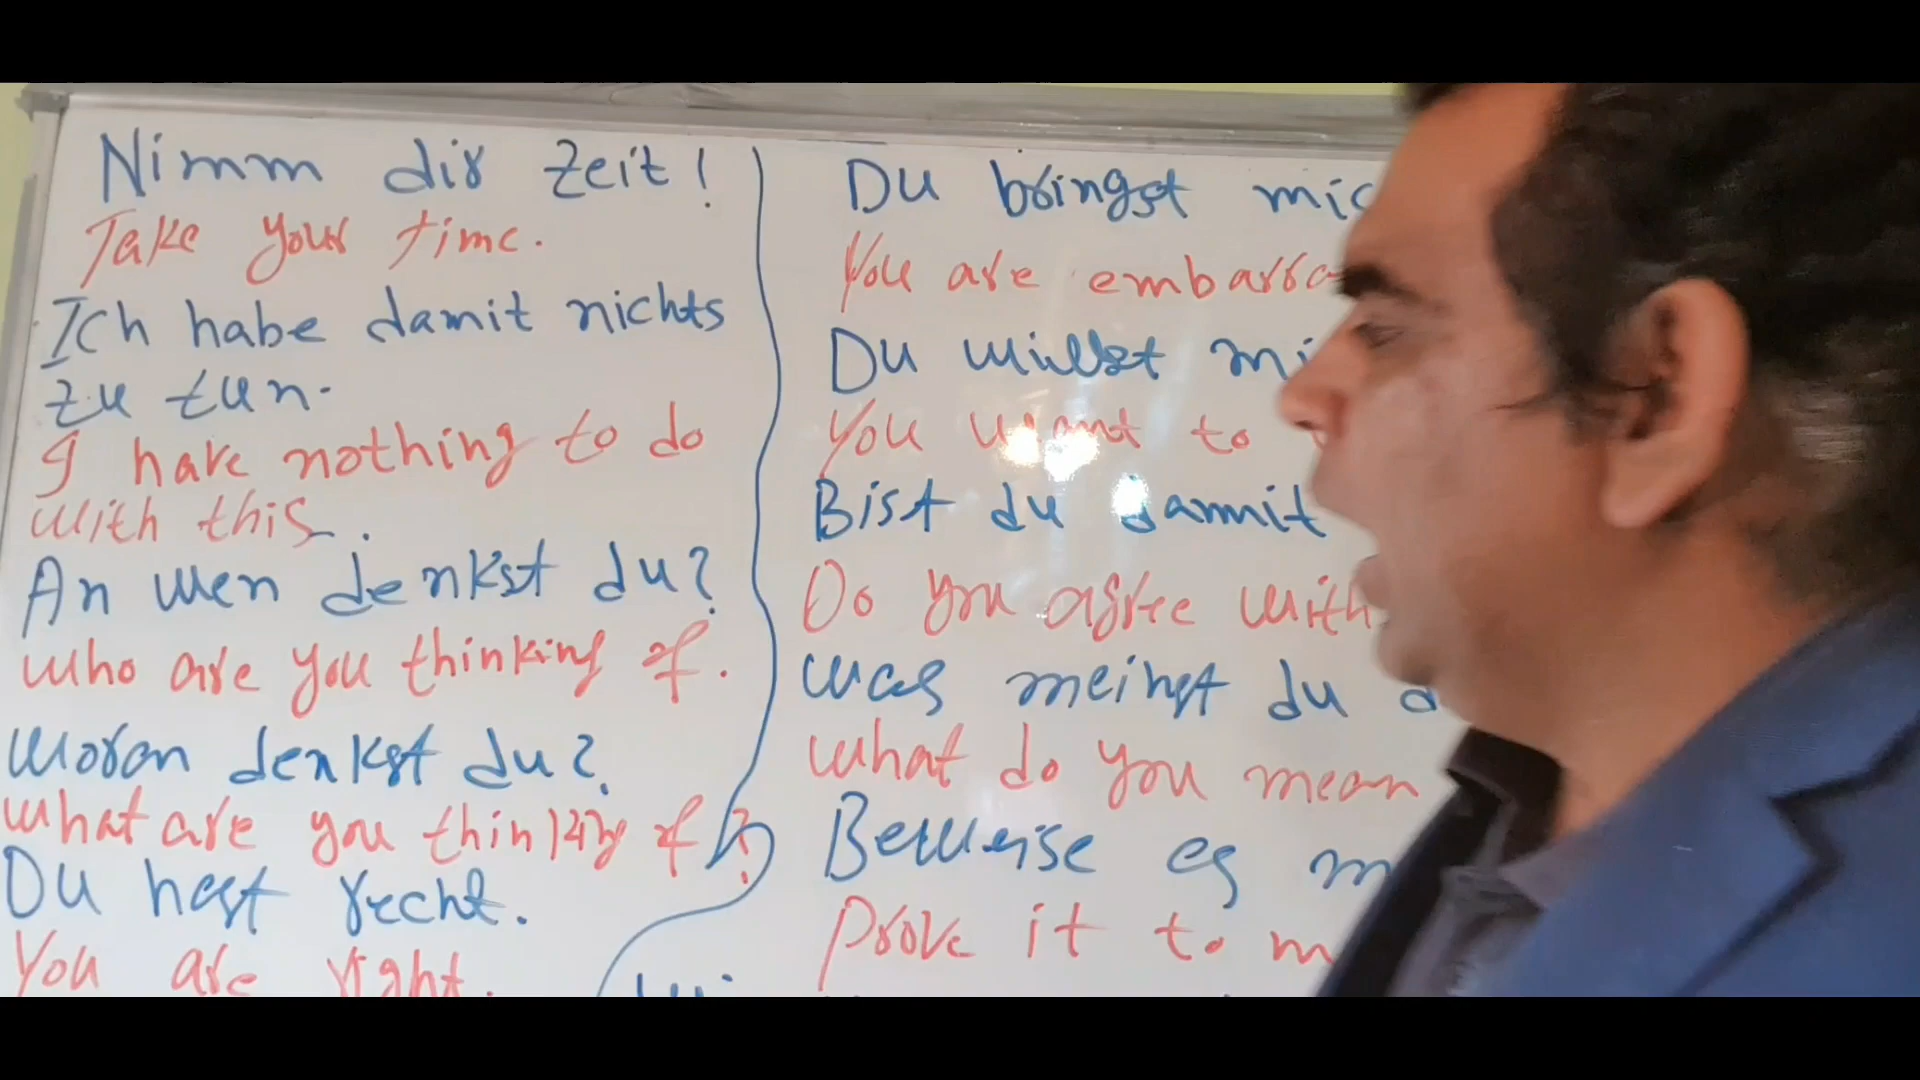 Nimm dir Zeit!
Take your time.
Ich habe damit nichts
zu tun.
I have nothing to do
with this.
An wen denkst du?
who are you thinking of.
Woran denkst du?
What are you thinking of?
Du hast recht.
You are right.
Du bringst mic
You are embarra
Du willst mi
You want to
Bist du damit
Do you agree with
Was meinst du d
What do you mean
Beweise es m
Prove it to m